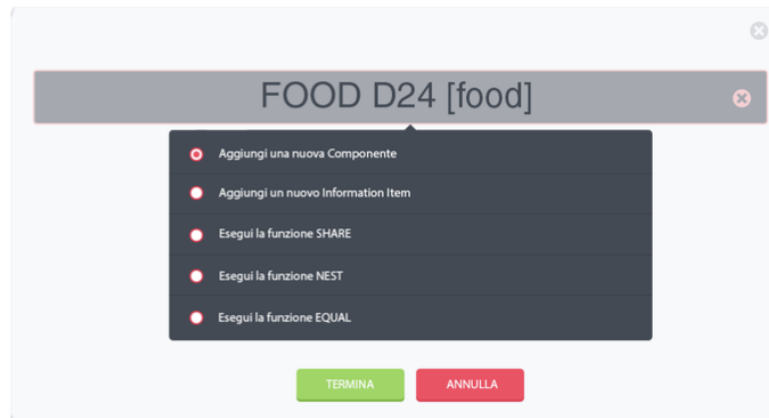 FOOD D24 [food]
Aggiungi una nuova Componente
Aggiungi un nuovo Information Item
Esegui la funzione SHARE
Esegui la funzione NEST
Esegui la funzione EQUAL
TERMINA ANNULLA